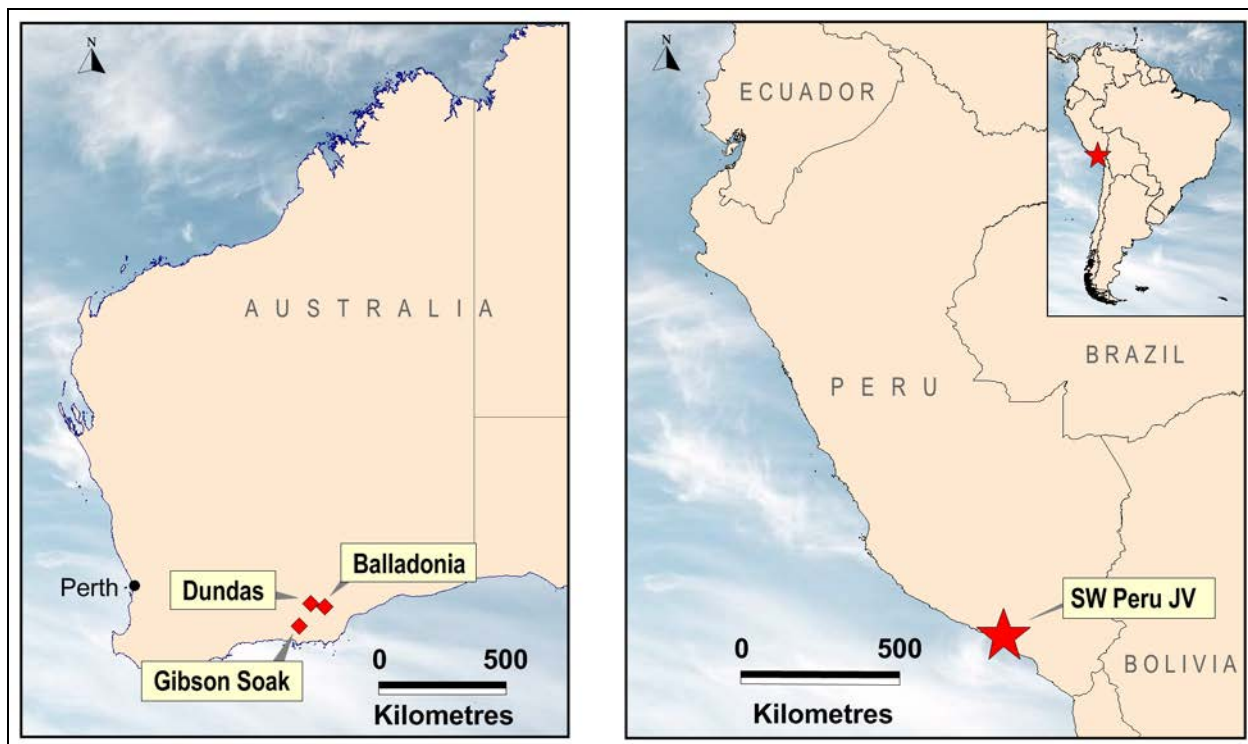 N
AUSTRALIA
Perth
Dundas
Balladonia
Gibson Soak
0 500
Kilometres
N
ECUADOR
PERU
BRAZIL
SW Peru JV
BOLIVIA
0 500
Kilometres